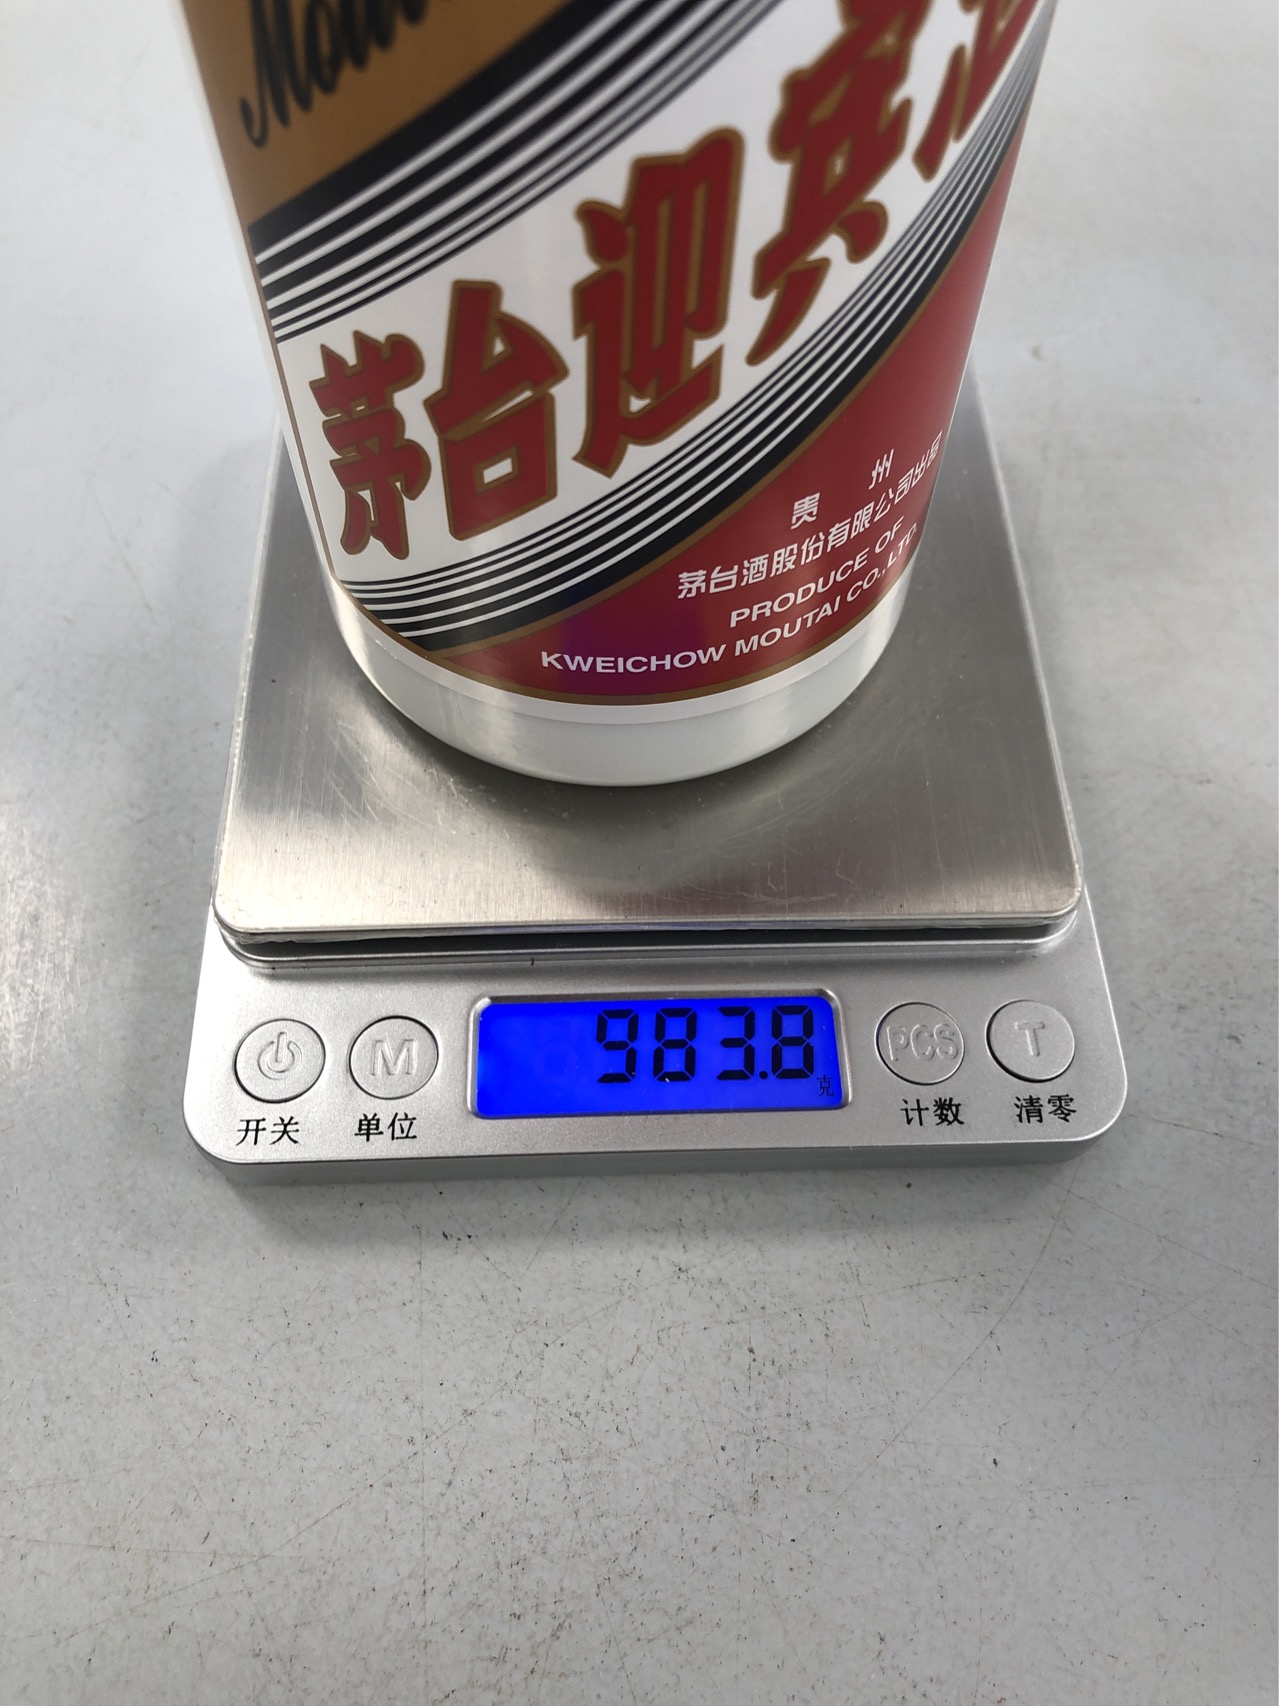 茅台迎宾酒
贵 州
茅台酒股份有限公司出品
PRODUCE OF
KWEICHOW MOUTAI CO.,LTD.
983.8
克
M
PCS
T
开关
单位
计数
清零